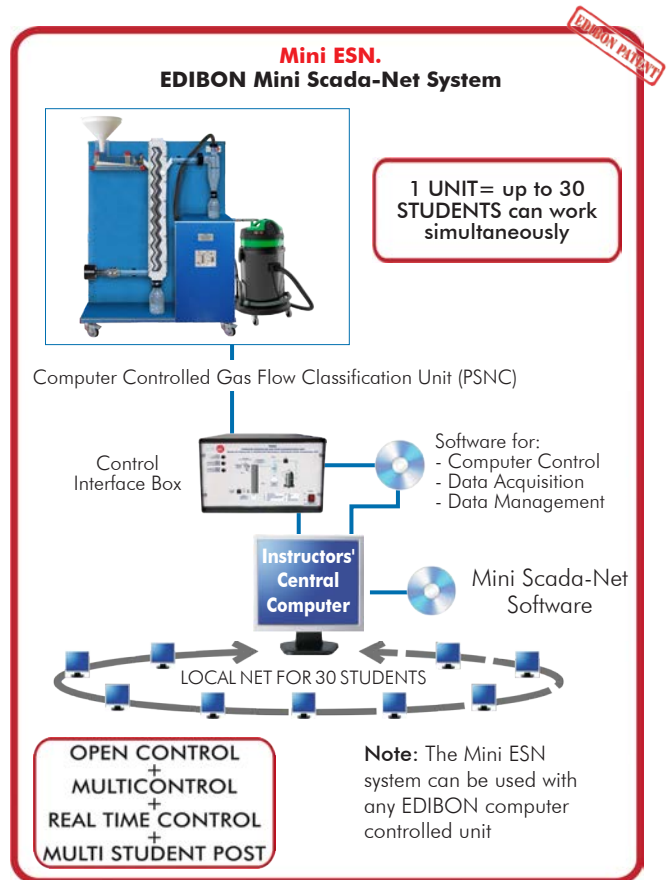 EDIBON PATENT
Mini ESN.
EDIBON Mini Scada-Net System
1 UNIT= up to 30
STUDENTS can work
simultaneously
Computer Controlled Gas Flow Classification Unit (PSNC)
Control
Interface Box
Software for:
- Computer Control
- Data Acquisition
- Data Management
Instructors'
Central
Computer
Mini Scada-Net
Software
LOCAL NET FOR 30 STUDENTS
OPEN CONTROL
+
MULTICONTROL
+
REAL TIME CONTROL
+
MULTI STUDENT POST
Note: The Mini ESN
system can be used with
any EDIBON computer
controlled unit